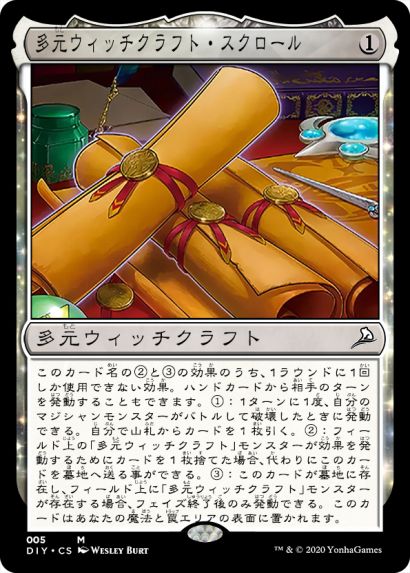 多元ウィッチクラフト・スクロール 1
多元ウィッチクラフト
このカード名の②と③の効果のうち、1ラウンドに1回
しか使用できない効果。ハンドカードから相手のターン
を発動することもできます。①：1ターンに1度、自分の
マジシャンモンスターがバトルして破壊したときに発動
できる。自分で山札からカードを1枚引く。②：フィー
ルド上の「多元ウィッチクラフト」モンスターが効果を発
動するためにカードを1枚捨てた場合、代わりにこのカー
ドを墓地へ送る事ができる。③：このカードが墓地に存
在し、フィールド上に「多元ウィッチクラフト」モンスター
が存在する場合、フェイズ終了後のみ発動できる。この
カードはあなたの魔法と罠エリアの表面に置かれます。
005 M
DIY・CS Wesley Burt
™ & © 2020 YonhaGames